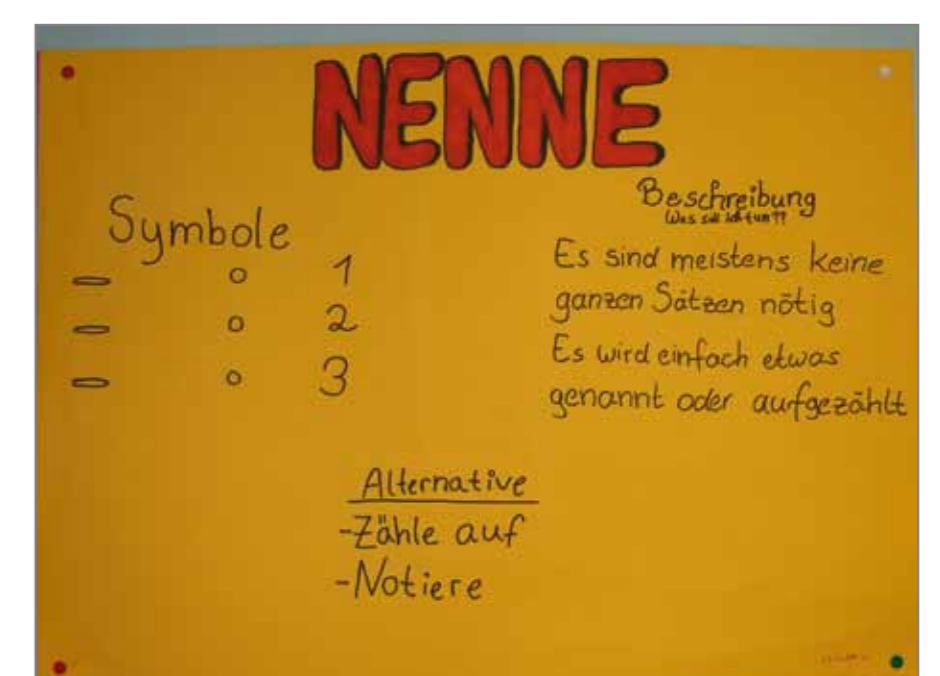 NENNE
Symbole
- o 1
- o 2
- o 3
Beschreibung
Was soll ich tun??
Es sind meistens keine
ganzen Sätzen nötig
Es wird einfach etwas
genannt oder aufgezählt
Alternative
-Zähle auf
-Notiere